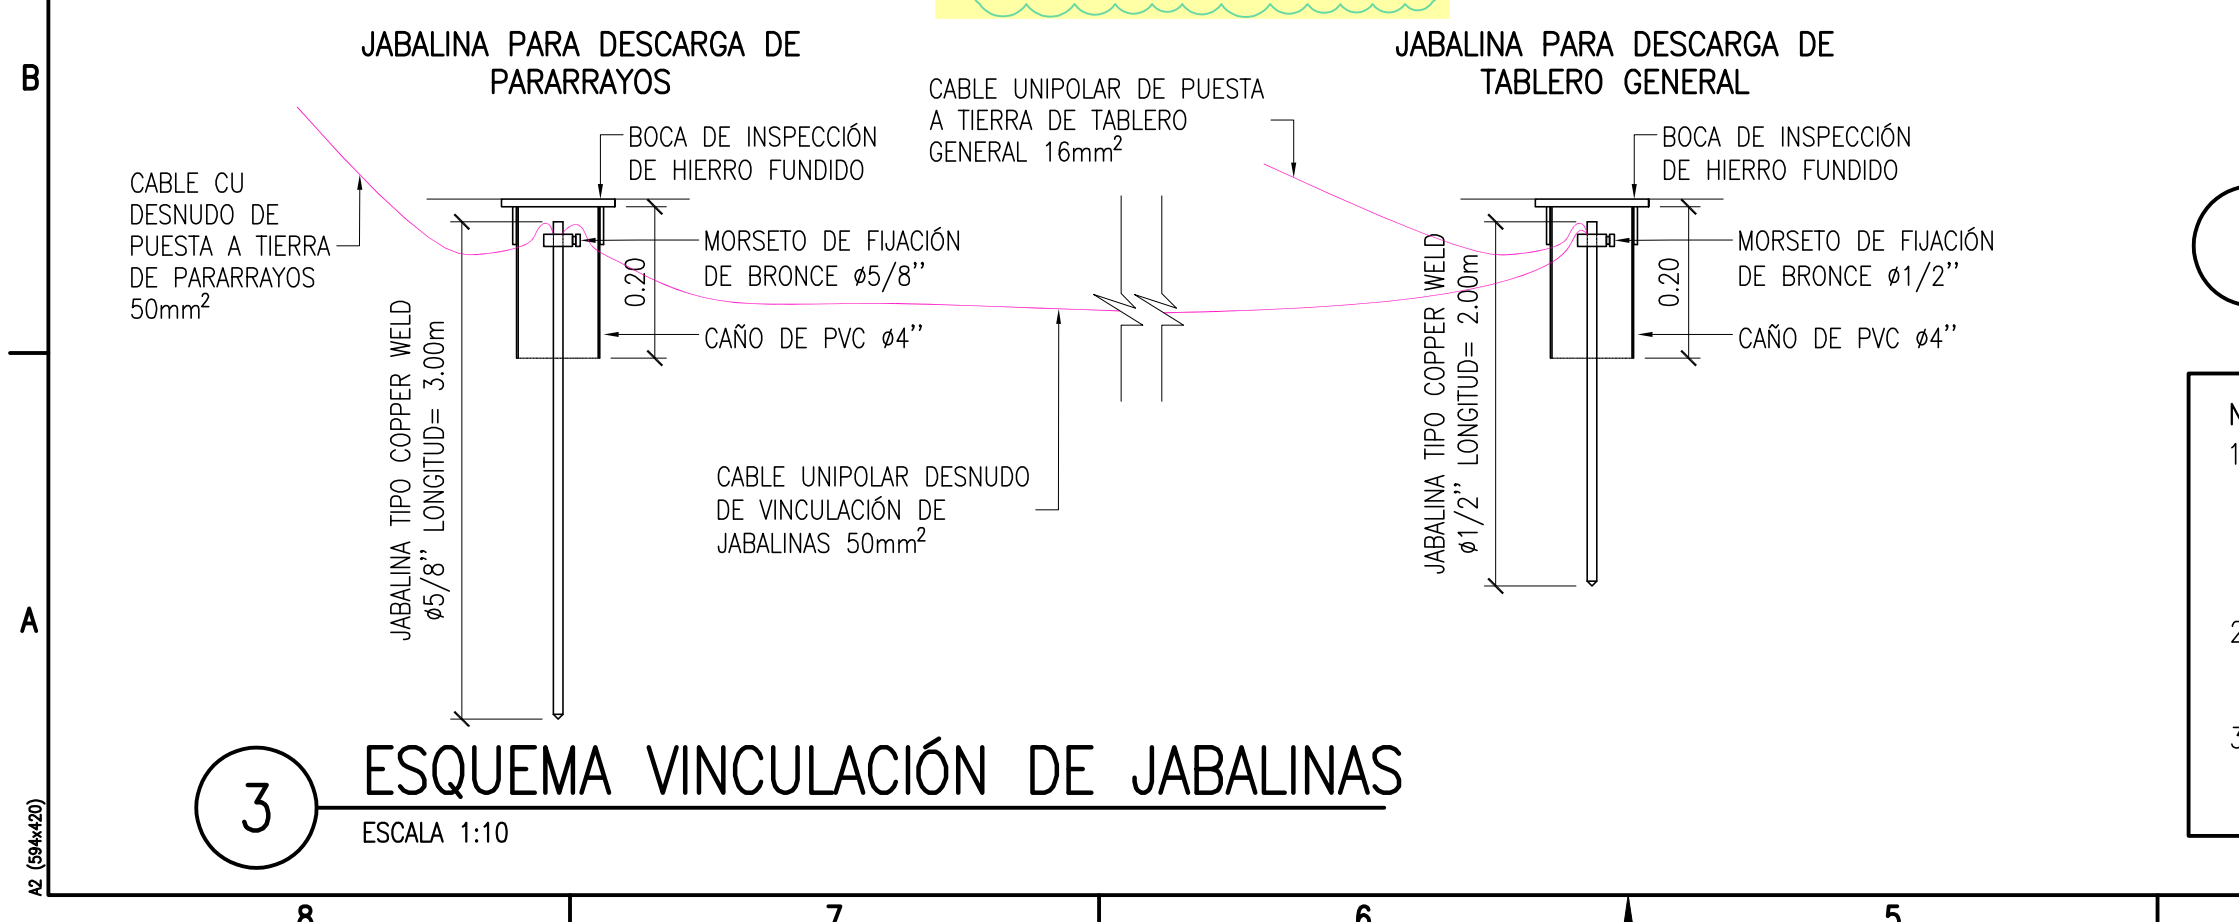 B
JABALINA PARA DESCARGA DE
PARARRAYOS
CABLE CU
DESNUDO DE
PUESTA A TIERRA
DE PARARRAYOS
50mm²
BOCA DE INSPECCIÓN
DE HIERRO FUNDIDO
MORSETO DE FIJACIÓN
DE BRONCE ø5/8’’
0.20
CAÑO DE PVC ø4’’
JABALINA TIPO COPPER WELD
ø5/8’’ LONGITUD= 3.00m
CABLE UNIPOLAR DE PUESTA
A TIERRA DE TABLERO
GENERAL 16mm²
CABLE UNIPOLAR DESNUDO
DE VINCULACIÓN DE
JABALINAS 50mm²
JABALINA PARA DESCARGA DE
TABLERO GENERAL
BOCA DE INSPECCIÓN
DE HIERRO FUNDIDO
MORSETO DE FIJACIÓN
DE BRONCE ø1/2’’
0.20
CAÑO DE PVC ø4’’
JABALINA TIPO COPPER WELD
ø1/2’’ LONGITUD= 2.00m
N
1
2
3
A
3
ESQUEMA VINCULACIÓN DE JABALINAS
ESCALA 1:10
A2 (594x420)
8
7
6
5